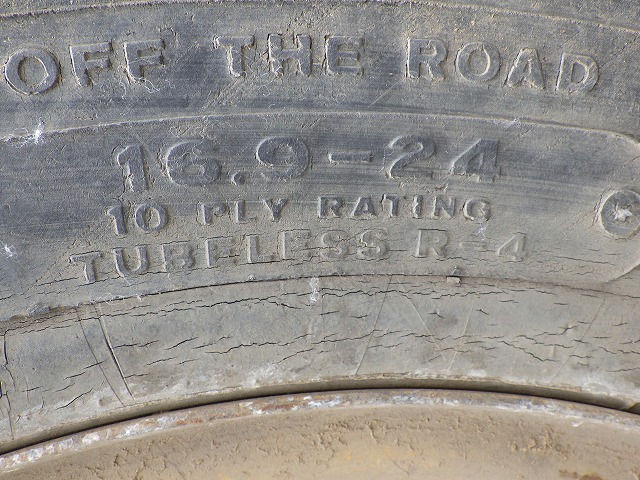 OFF THE ROAD
16.9-24
10 PLY RATING
TUBELESS R-4